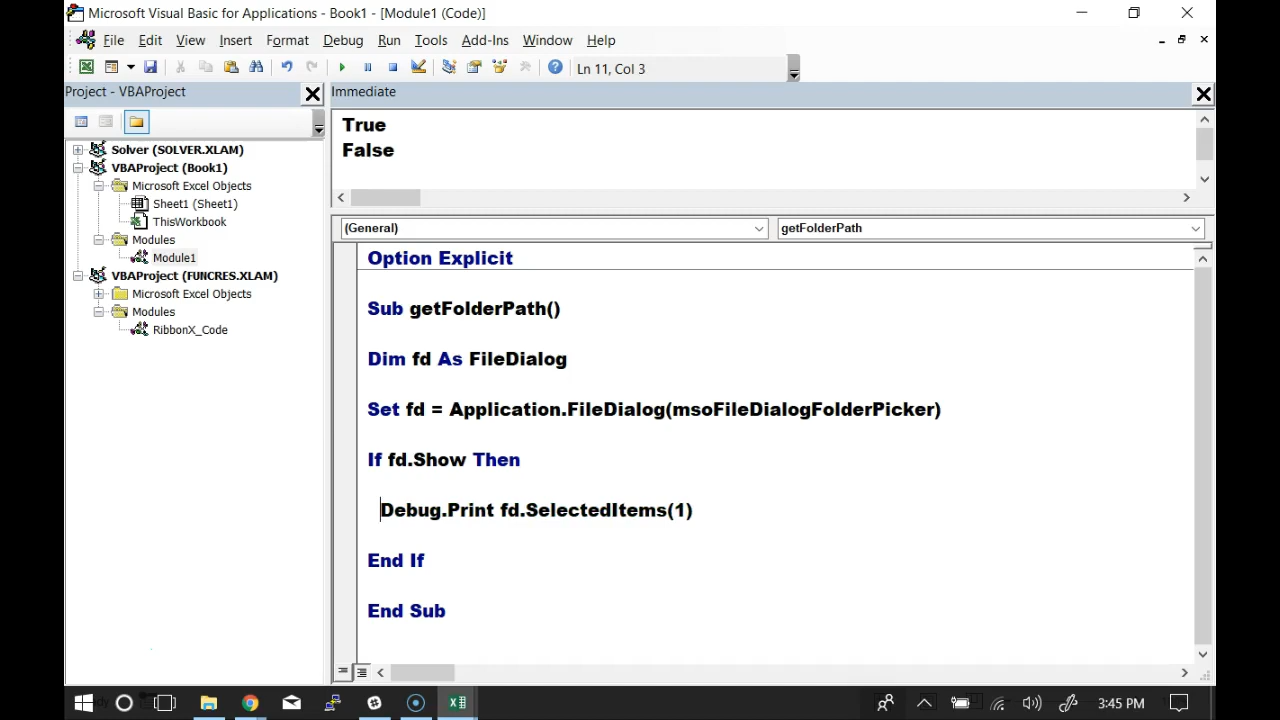 Microsoft Visual Basic for Applications - Book1 - [Module1 (Code)]
File Edit View Insert Format Debug Run Tools Add-Ins Window Help
Ln 11, Col 3
Project - VBAProject
Solver (SOLVER.XLAM)
VBAProject (Book1)
Microsoft Excel Objects
Sheet1 (Sheet1)
ThisWorkbook
Modules
Module1
VBAProject (FUNCRES.XLAM)
Microsoft Excel Objects
Modules
RibbonX_Code
Immediate
True
False
(General)
getFolderPath
Option Explicit
Sub getFolderPath()
Dim fd As FileDialog
Set fd = Application.FileDialog(msoFileDialogFolderPicker)
If fd.Show Then
Debug.Print fd.SelectedItems(1)
End If
End Sub
3:45 PM